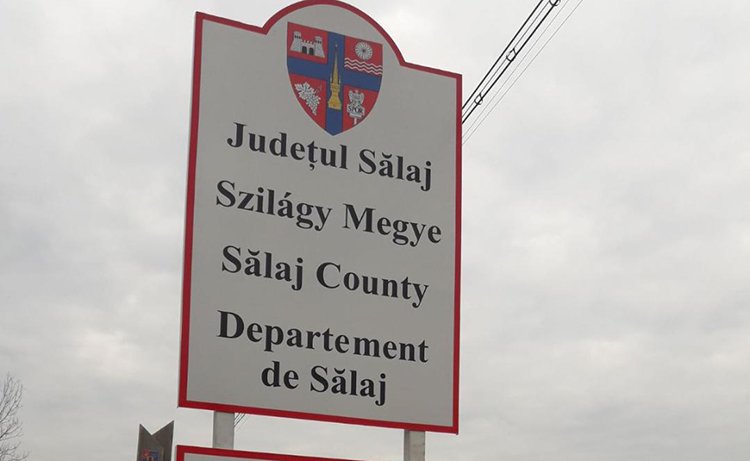 Județul Sălaj
Szilágy Megye
Sălaj County
Departement
de Sălaj